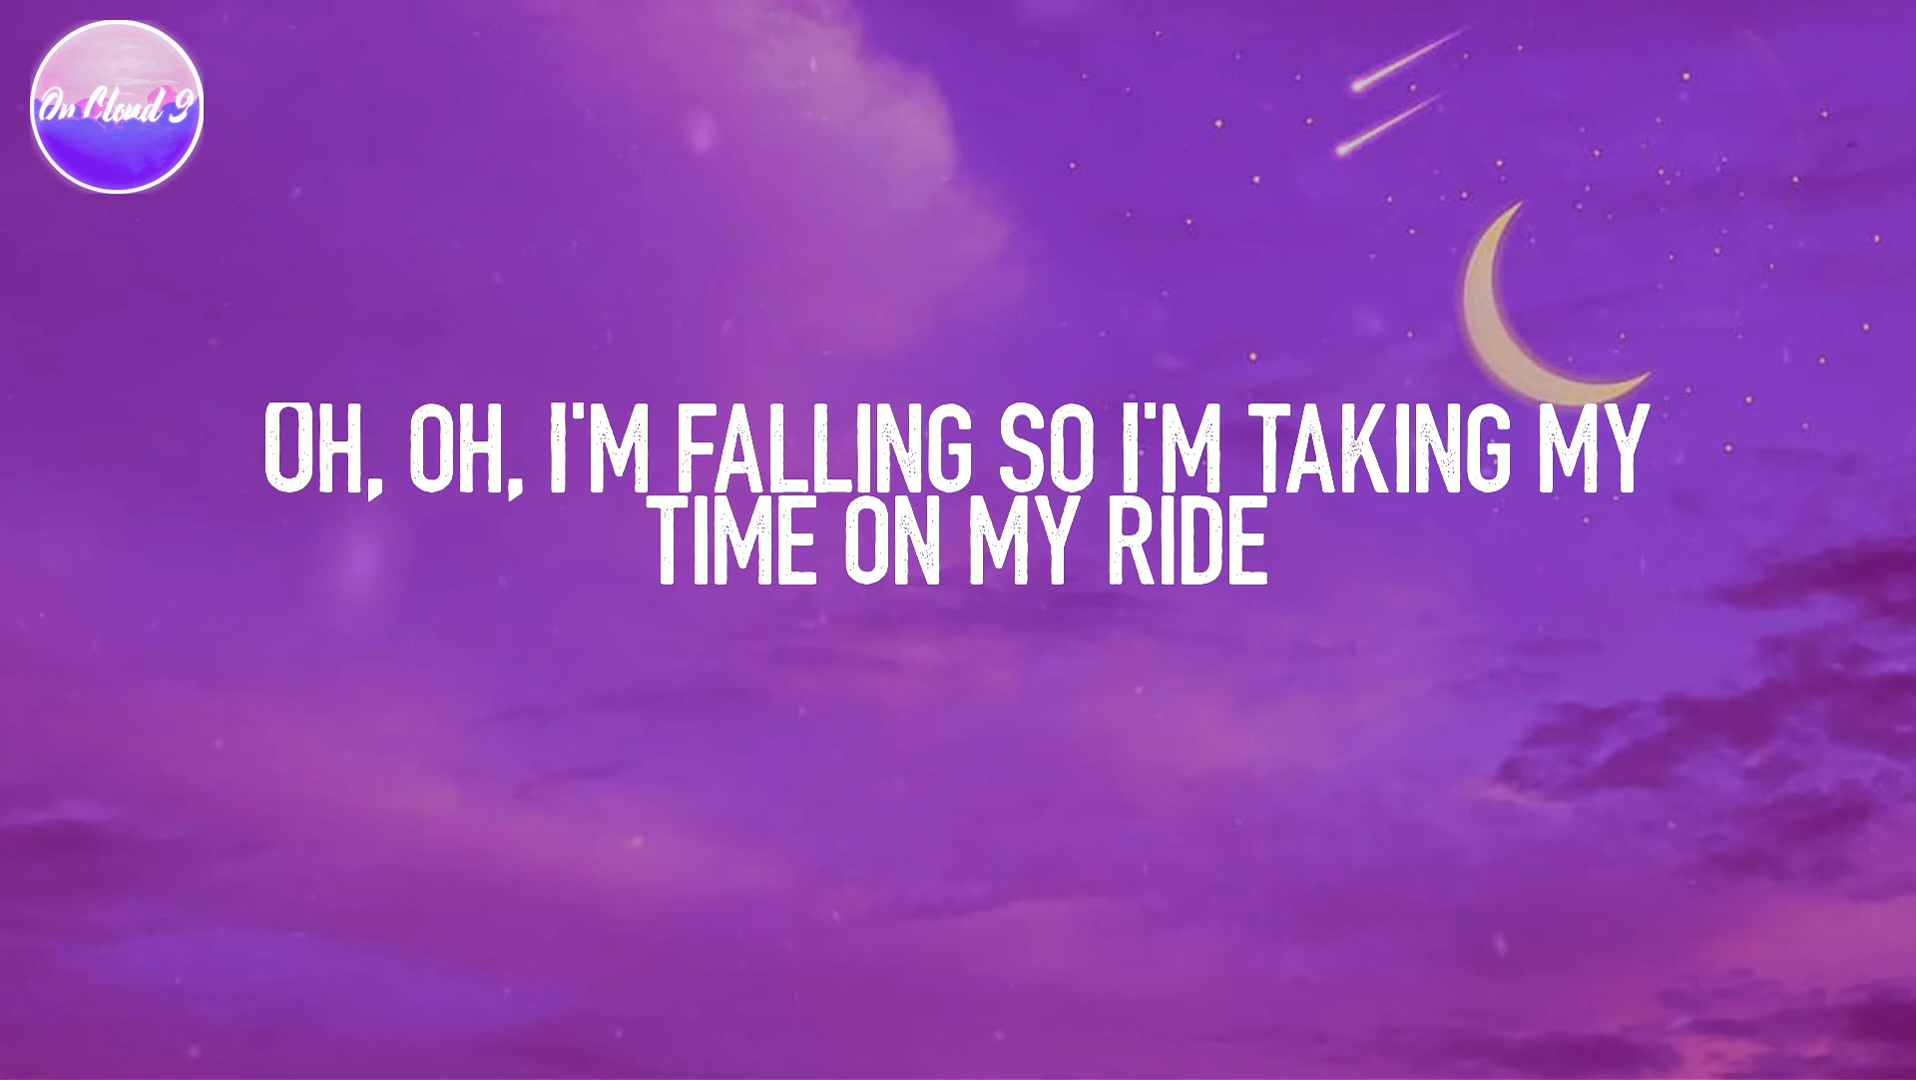 On Cloud 9
OH, OH, I'M FALLING SO I'M TAKING MY
TIME ON MY RIDE